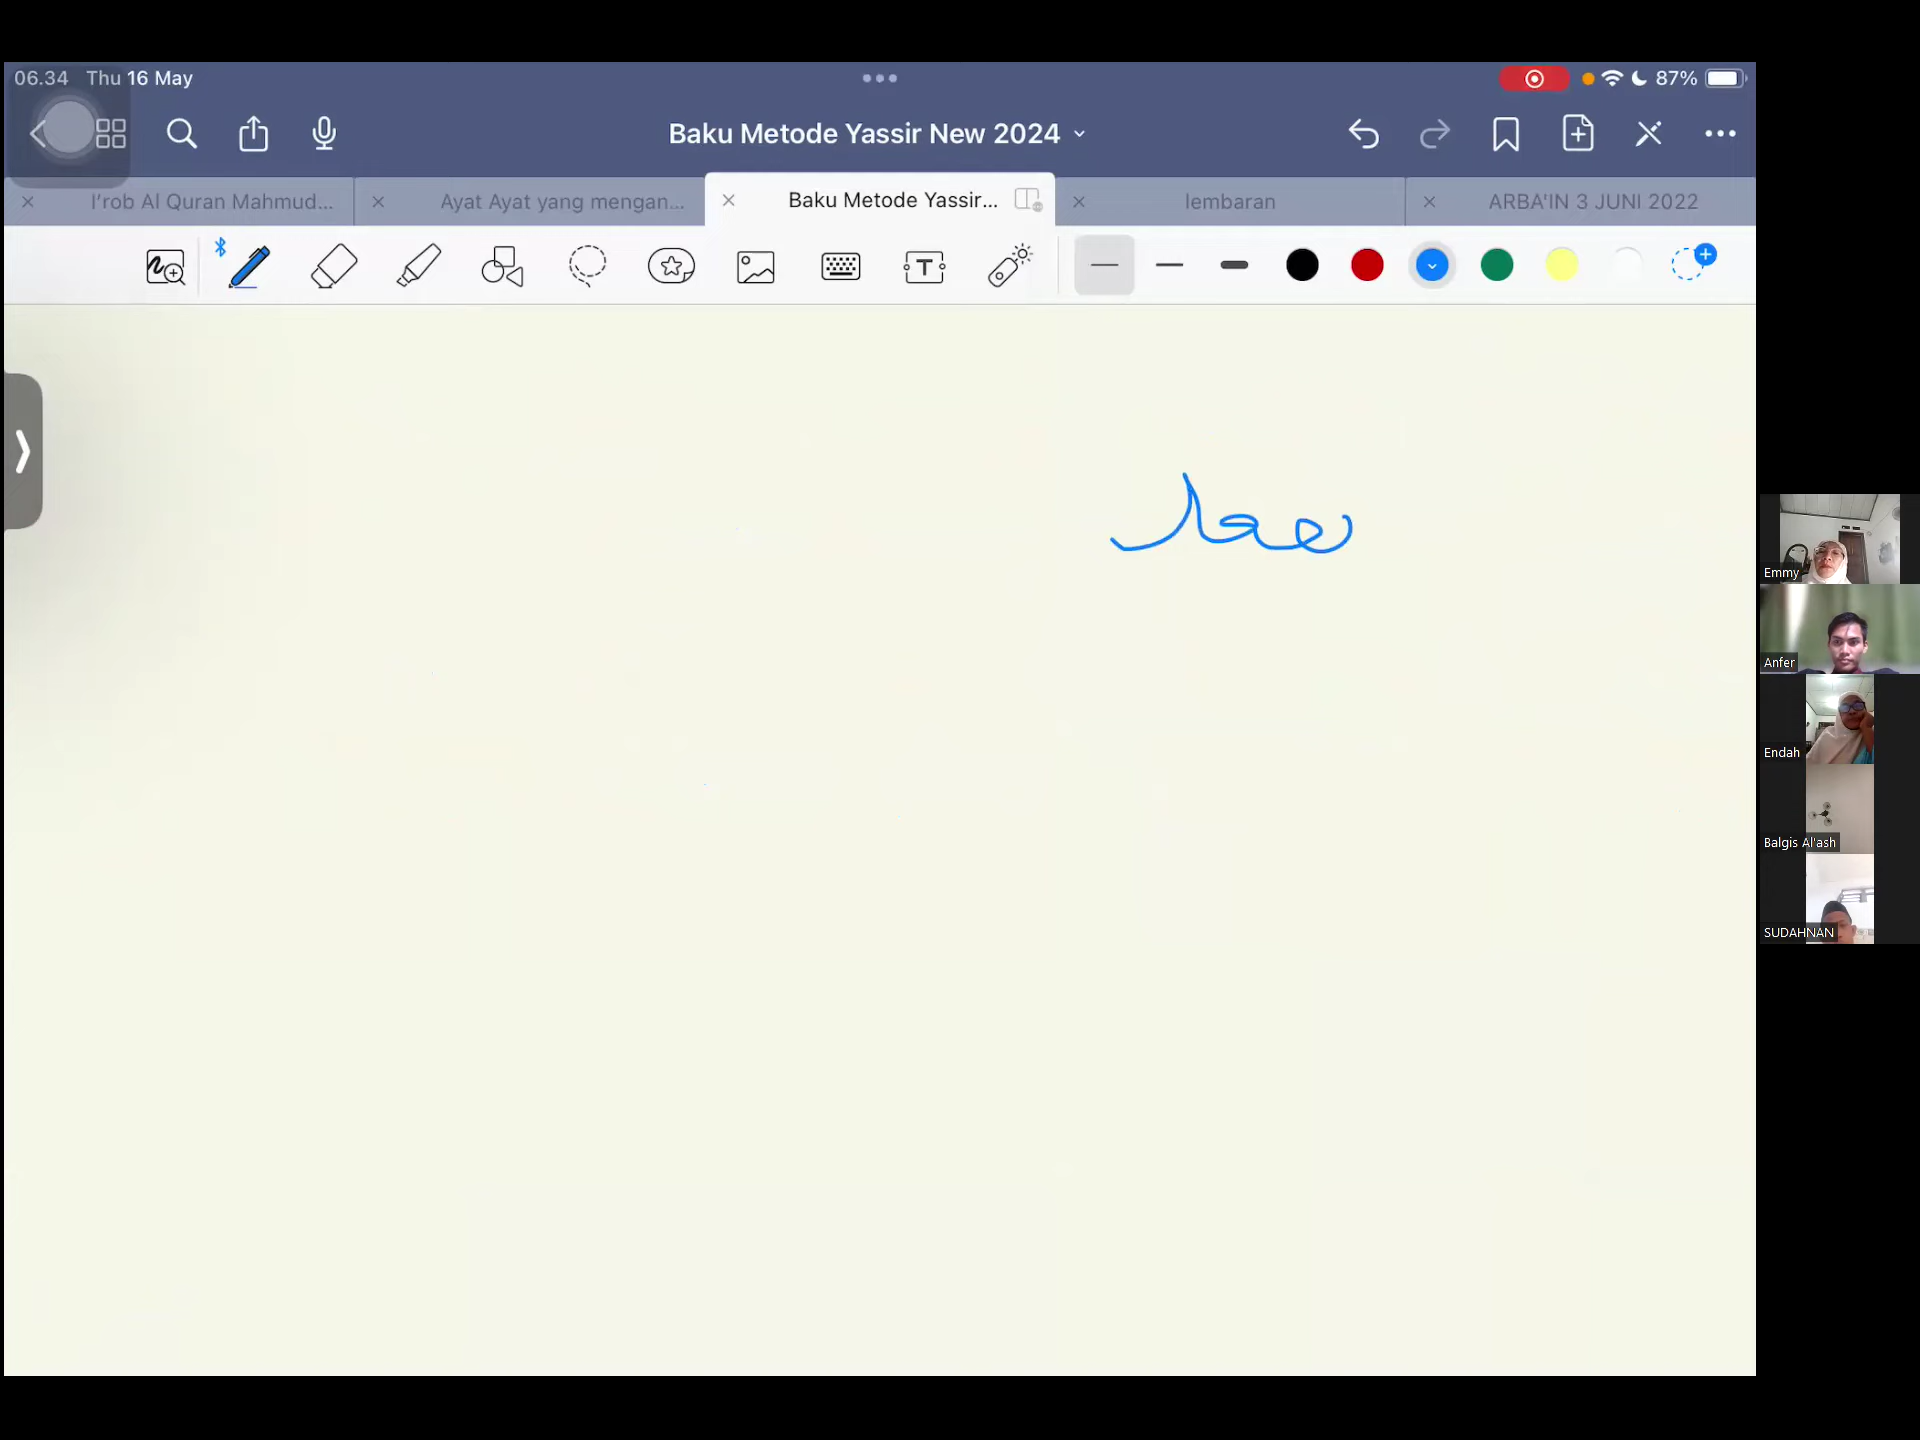 06.34 Thu 16 May
87%
Baku Metode Yassir New 2024
I'rob Al Quran Mahmud...
Ayat Ayat yang mengan...
Baku Metode Yassir...
lembaran
ARBA'IN 3 JUNI 2022
T
Emmy
Anfer
Endah
Balgis Al'ash
SUDAHNAN